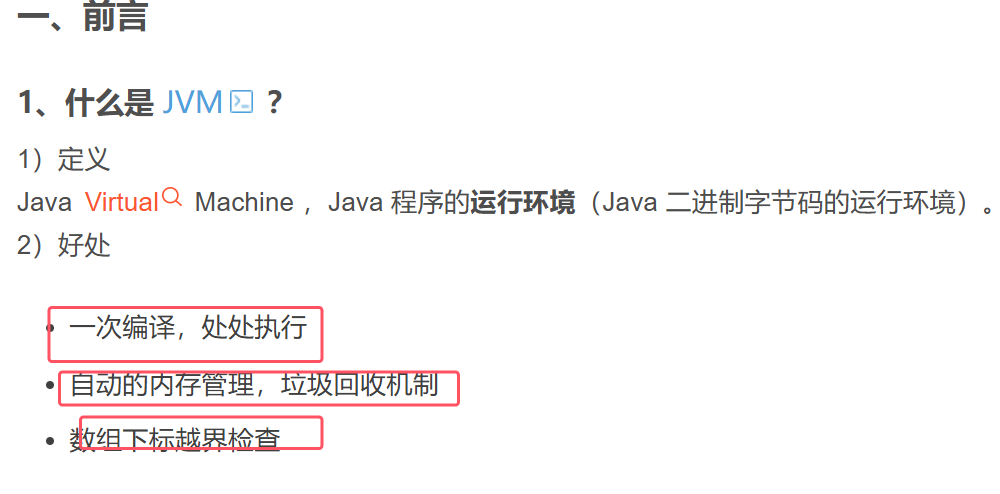 一、前言
1、什么是 JVM ？
1）定义
Java Virtual Machine ，Java 程序的运行环境（Java 二进制字节码的运行环境）。
2）好处
一次编译，处处执行
自动的内存管理，垃圾回收机制
数组下标越界检查